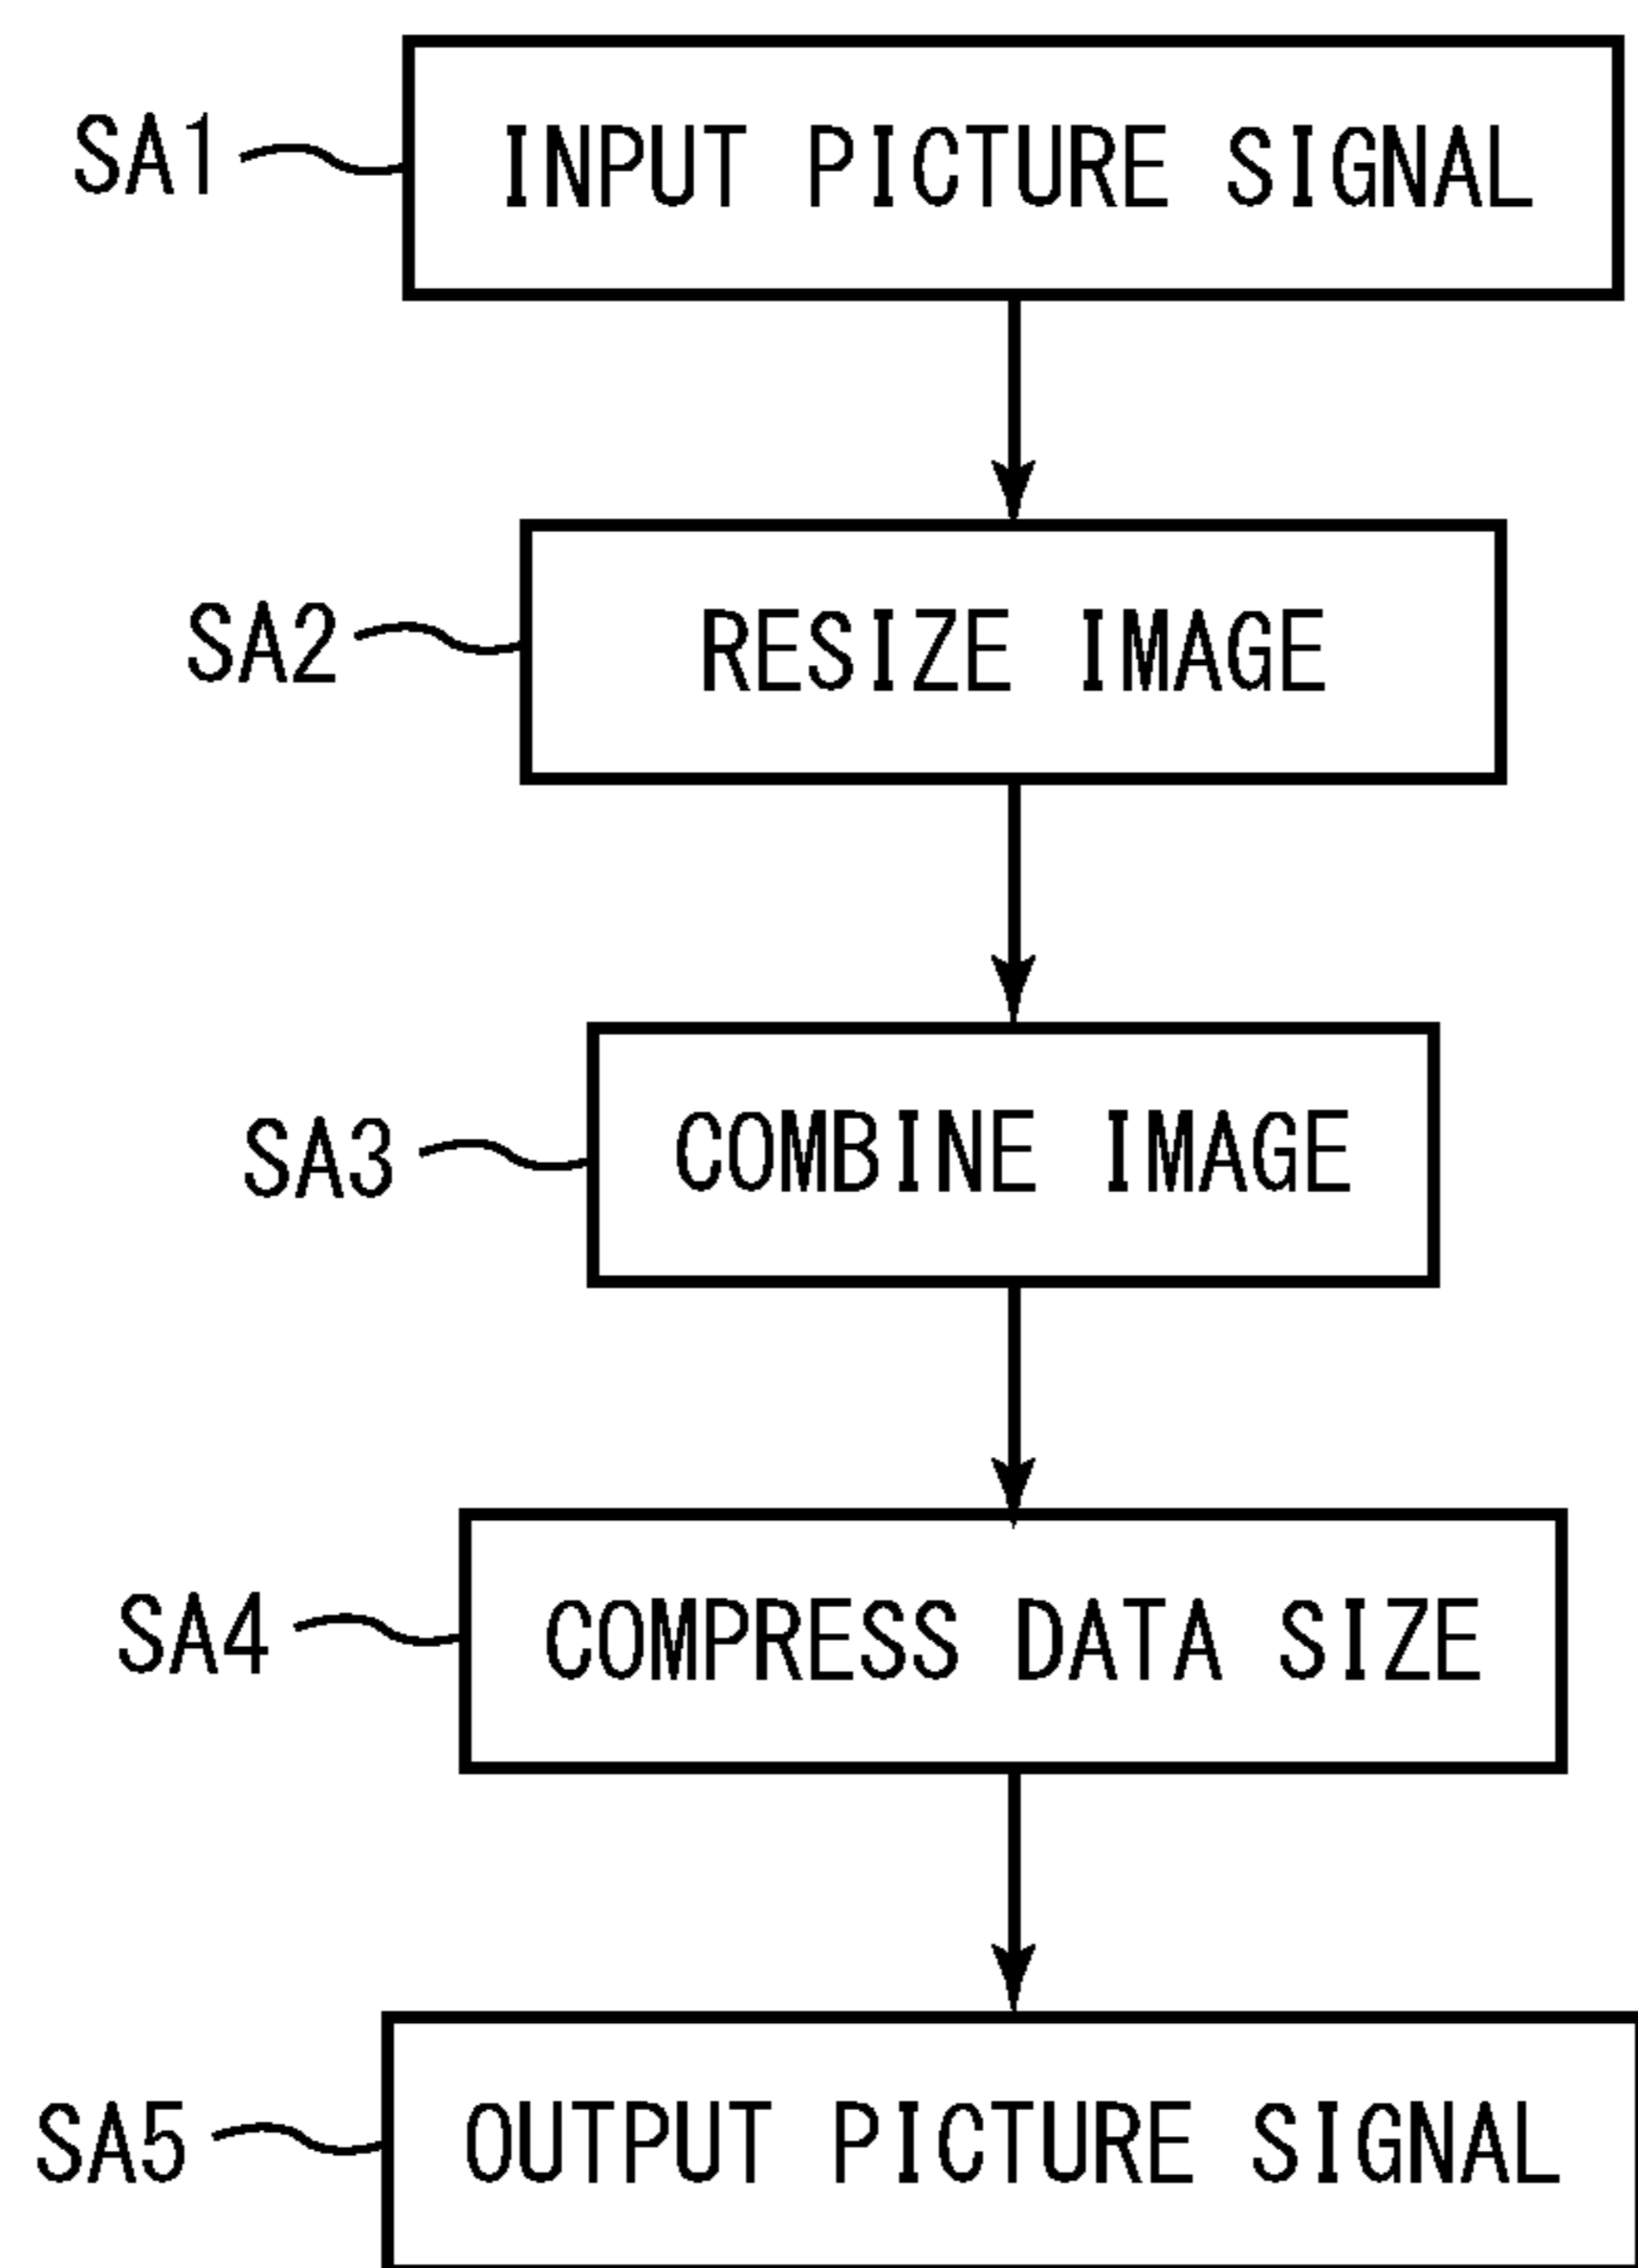 SA1 INPUT PICTURE SIGNAL
SA2 RESIZE IMAGE
SA3 COMBINE IMAGE
SA4 COMPRESS DATA SIZE
SA5 OUTPUT PICTURE SIGNAL